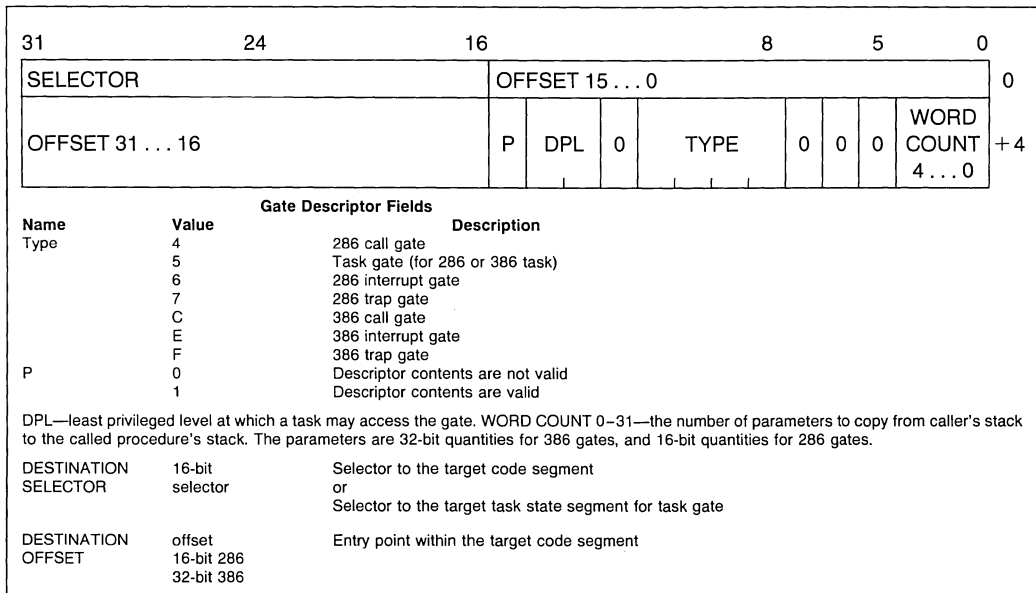 31 24 16 8 5 0
SELECTOR OFFSET 15 . . . 0 0
OFFSET 31 . . . 16 P DPL 0 TYPE 0 0 0 WORD COUNT 4 . . . 0 +4
Gate Descriptor Fields
Name Value Description
Type 4 286 call gate
5 Task gate (for 286 or 386 task)
6 286 interrupt gate
7 286 trap gate
C 386 call gate
E 386 interrupt gate
F 386 trap gate
P 0 Descriptor contents are not valid
1 Descriptor contents are valid
DPL—least privileged level at which a task may access the gate. WORD COUNT 0–31—the number of parameters to copy from caller's stack
to the called procedure's stack. The parameters are 32-bit quantities for 386 gates, and 16-bit quantities for 286 gates.
DESTINATION 16-bit Selector to the target code segment
SELECTOR selector or
Selector to the target task state segment for task gate
DESTINATION offset Entry point within the target code segment
OFFSET 16-bit 286
32-bit 386